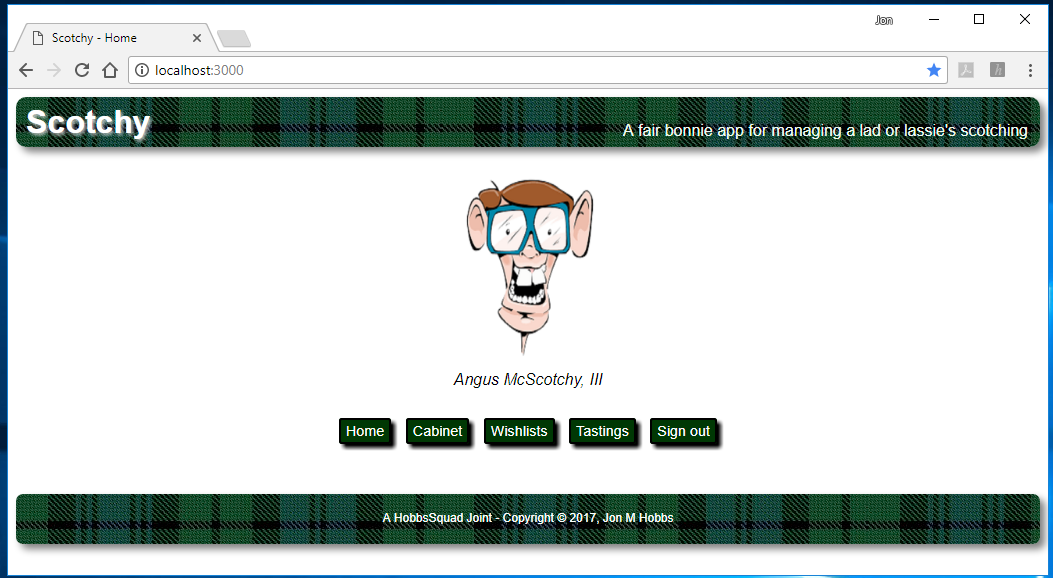 Jon
Scotchy - Home
localhost:3000
Scotchy
A fair bonnie app for managing a lad or lassie's scotching
Angus McScotchy, III
Home Cabinet Wishlists Tastings Sign out
A HobbsSquad Joint - Copyright © 2017, Jon M Hobbs